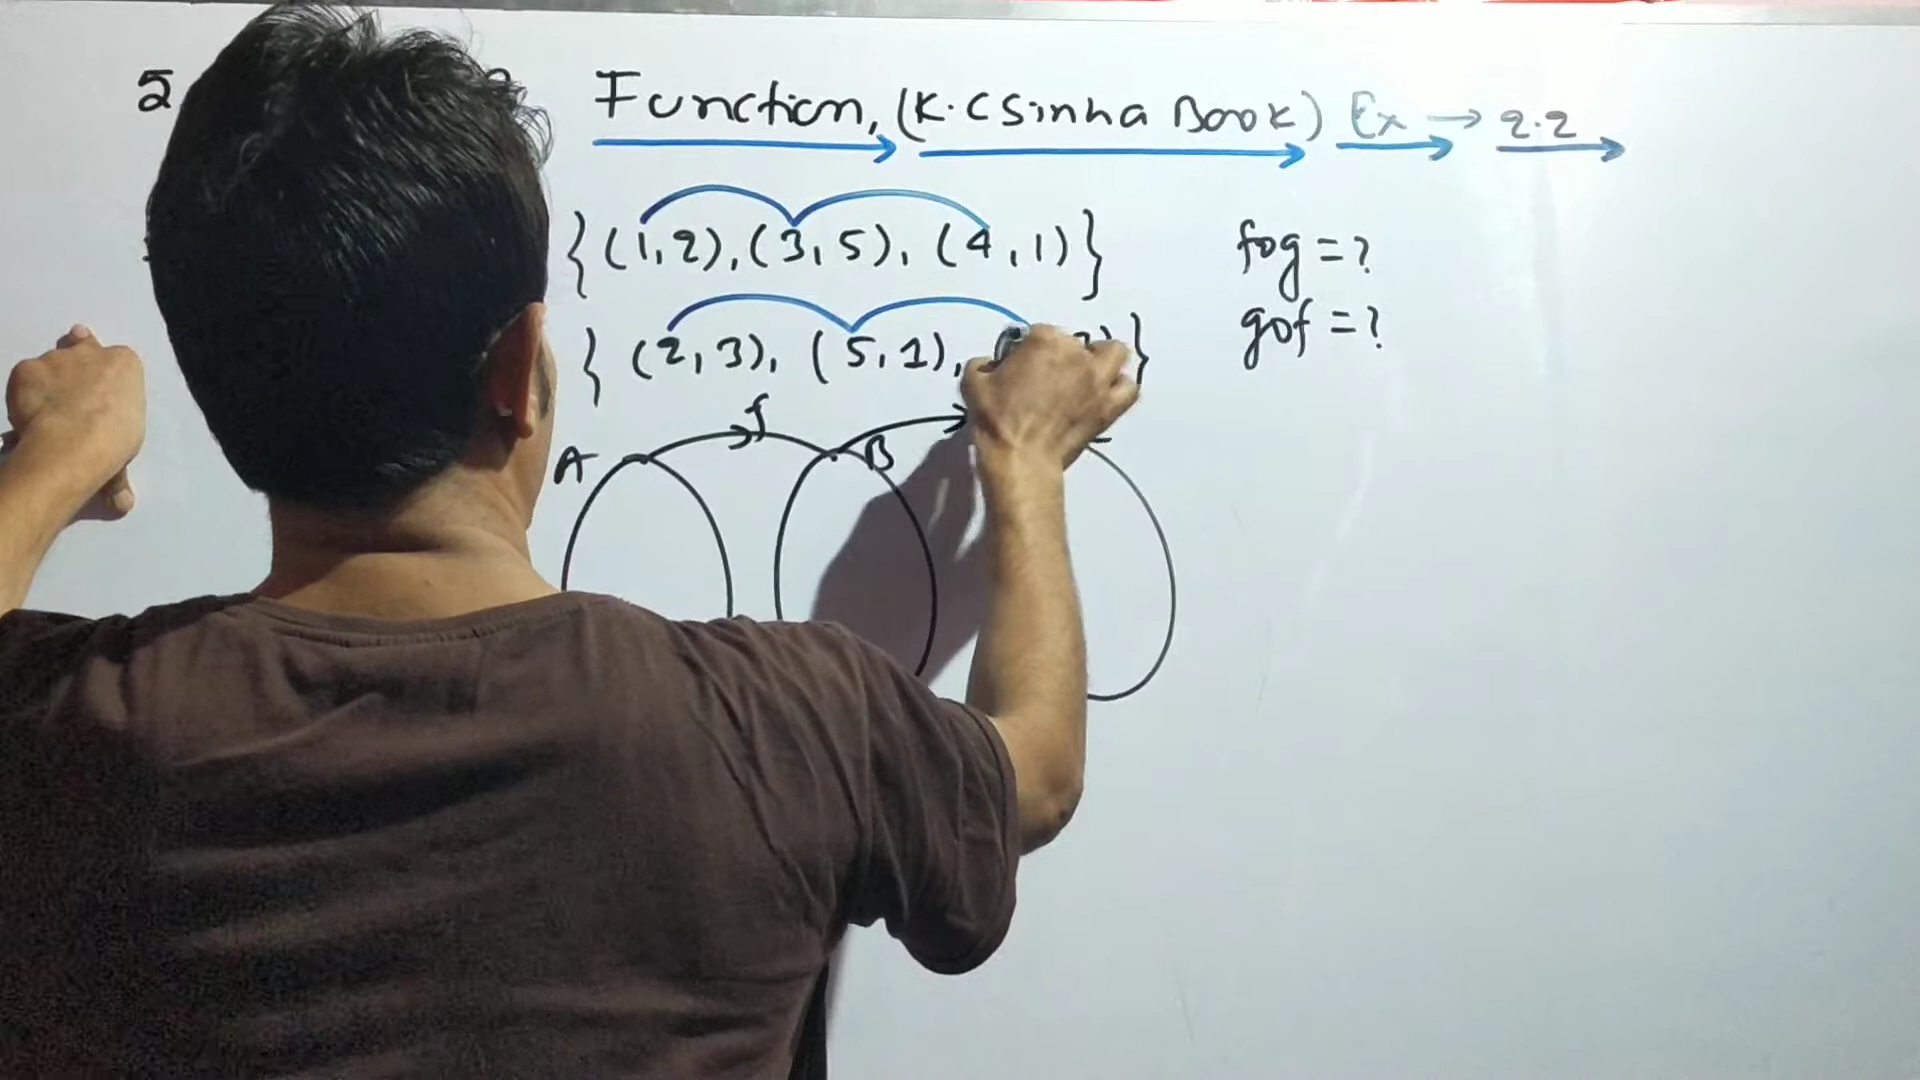 2 Function, (K.C Sinha Book) Ex → 2.2
{(1,2),(3,5),(4,1)} fog = ?
{(2,3),(5,1), gof = ?
A f B